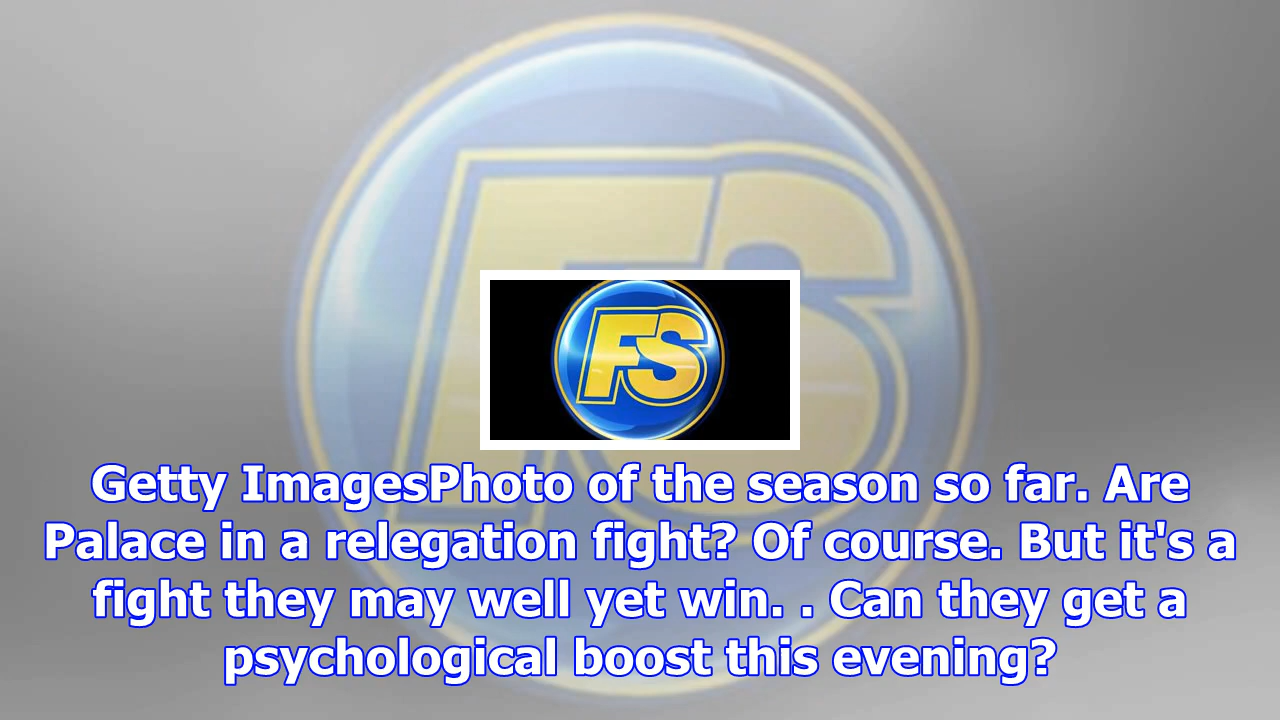 FS
FS
Getty ImagesPhoto of the season so far. Are
Palace in a relegation fight? Of course. But it's a
fight they may well yet win. . Can they get a
psychological boost this evening?